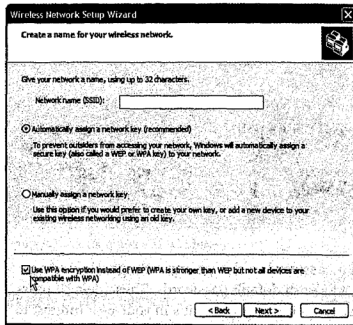 Wireless Network Setup Wizard
Create a name for your wireless network.
Give your network a name, using up to 32 characters.
Network name (SSID):
Automatically assign a network key (recommended)
To prevent outsiders from accessing your network, Windows will automatically assign a
secure key (also called a WEP or WPA key) to your network.
Manually assign a network key
Use this option if you would prefer to create your own key, or add a new device to your
existing wireless networking using an old key.
Use WPA encryption instead of WEP (WPA is stronger than WEP but not all devices are
compatible with WPA)
< Back
Next >
Cancel